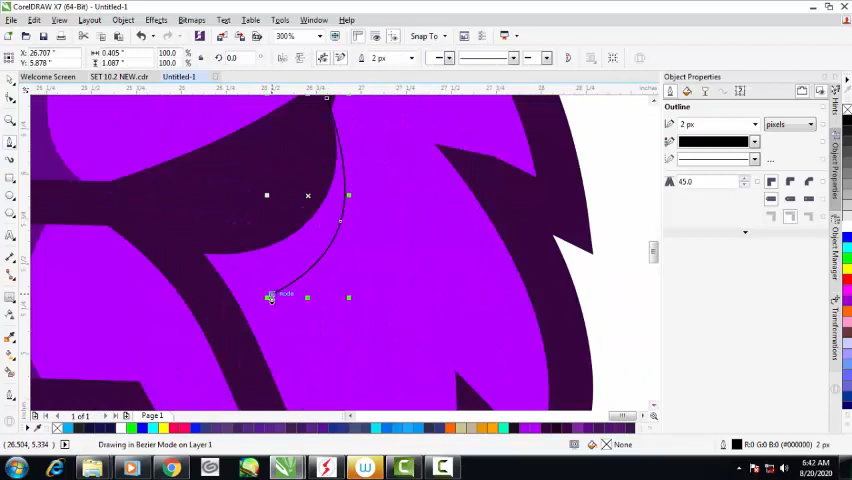 CorelDRAW X7 (64-Bit) - Untitled-1
File Edit View Layout Object Effects Bitmaps Text Table Tools Window Help
300% Snap To
X: 26.707 " 0.405 " 100.0 %
Y: 5.878 " 1.087 " 100.0 % 0.0 2 px
Welcome Screen SET 10.2 NEW.cdr Untitled-1
inches
Object Properties
Outline
2 px pixels
...
45.0
Hints
Object Properties
Object Manager
Transformations
node
1 of 1 Page 1
(26.504, 5.334) Drawing in Bezier Mode on Layer 1 None R:0 G:0 B:0 (#000000) 2 px
6:42 AM
8/20/2020